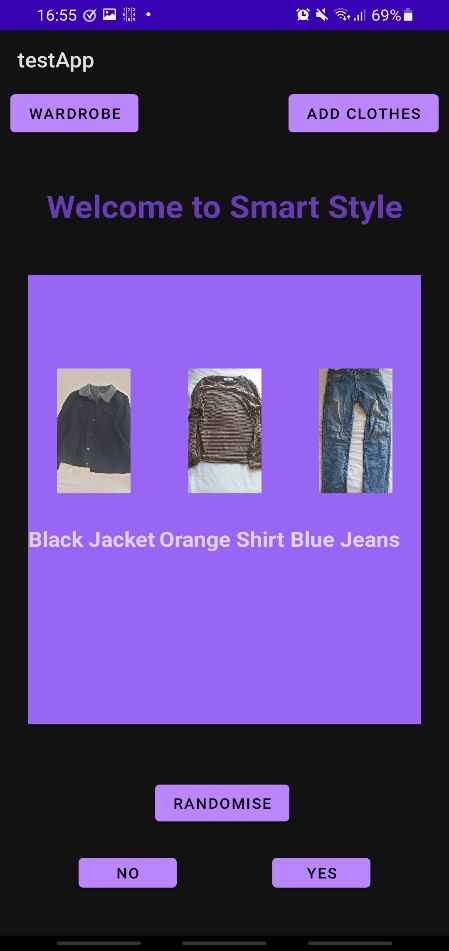 16:55 69%
testApp
WARDROBE ADD CLOTHES
Welcome to Smart Style
Black Jacket Orange Shirt Blue Jeans
RANDOMISE
NO YES